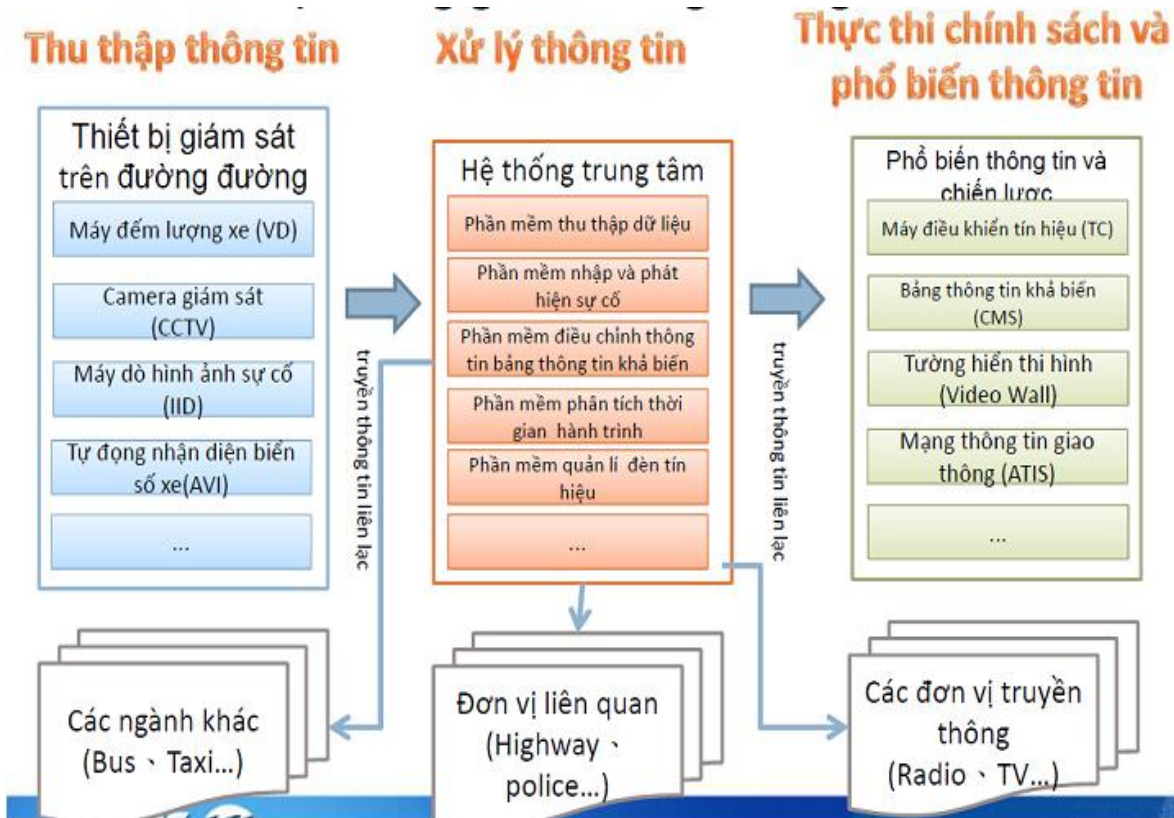 Thu thập thông tin
Xử lý thông tin
Thực thi chính sách và
phổ biến thông tin
Thiết bị giám sát
trên đường đường
Máy đếm lượng xe (VD)
Camera giám sát
(CCTV)
Máy dò hình ảnh sự cố
(IID)
Tự đọng nhận diện biển
số xe(AVI)
...
truyền thông tin liên lạc
Hệ thống trung tâm
Phần mềm thu thập dữ liệu
Phần mềm nhập và phát
hiện sự cố
Phần mềm điều chỉnh thông
tin bảng thông tin khả biến
Phần mềm phân tích thời
gian hành trình
Phần mềm quản lí đèn tín
hiệu
...
truyền thông tin liên lạc
Phổ biến thông tin và
chiến lược
Máy điều khiển tín hiệu (TC)
Bảng thông tin khả biến
(CMS)
Tường hiển thi hình
(Video Wall)
Mạng thông tin giao
thông (ATIS)
...
Các ngành khác
(Bus、Taxi...)
Đơn vị liên quan
(Highway、
police...)
Các đơn vị truyền
thông
(Radio、TV...)